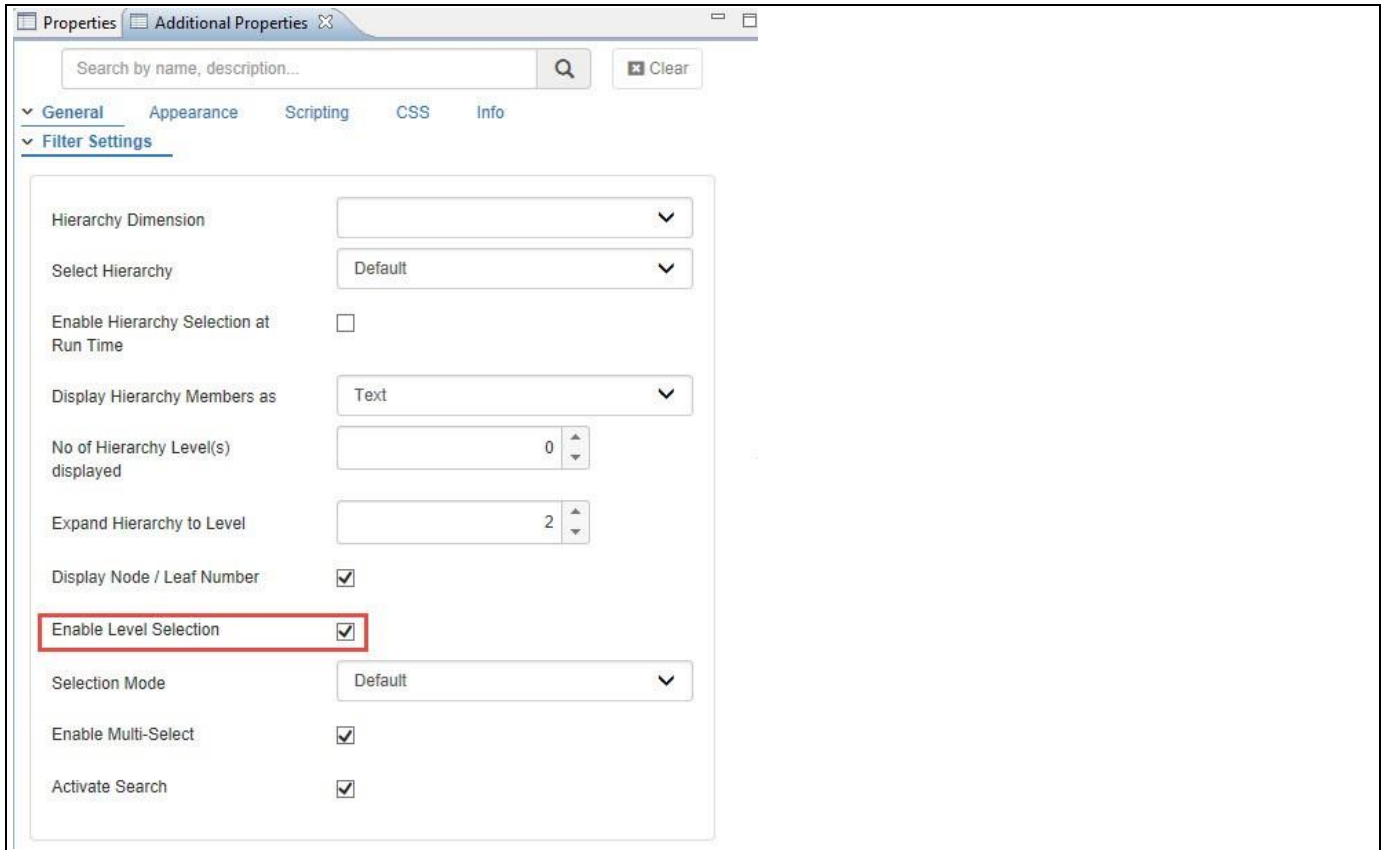 Properties Additional Properties
Search by name, description... Clear
General Appearance Scripting CSS Info
Filter Settings
Hierarchy Dimension
Select Hierarchy Default
Enable Hierarchy Selection at
Run Time
Display Hierarchy Members as Text
No of Hierarchy Level(s)
displayed 0
Expand Hierarchy to Level 2
Display Node / Leaf Number
Enable Level Selection
Selection Mode Default
Enable Multi-Select
Activate Search